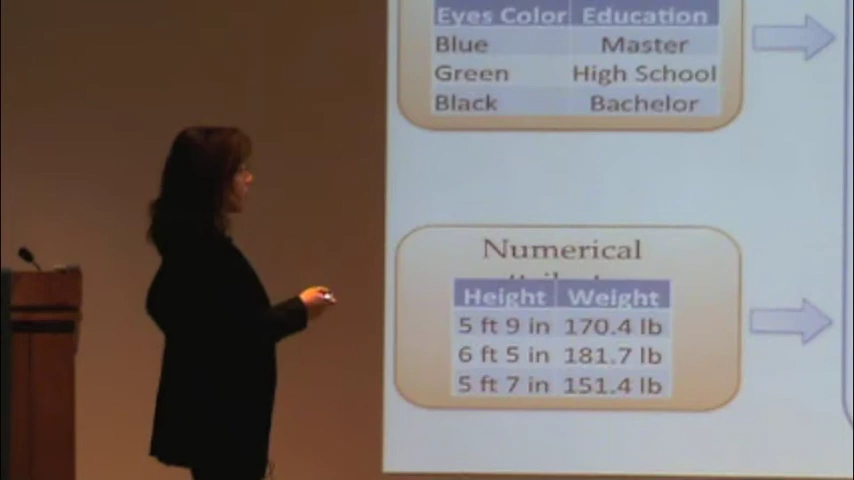 Eyes Color Education
Blue Master
Green High School
Black Bachelor
Numerical
Height Weight
5 ft 9 in 170.4 lb
6 ft 5 in 181.7 lb
5 ft 7 in 151.4 lb